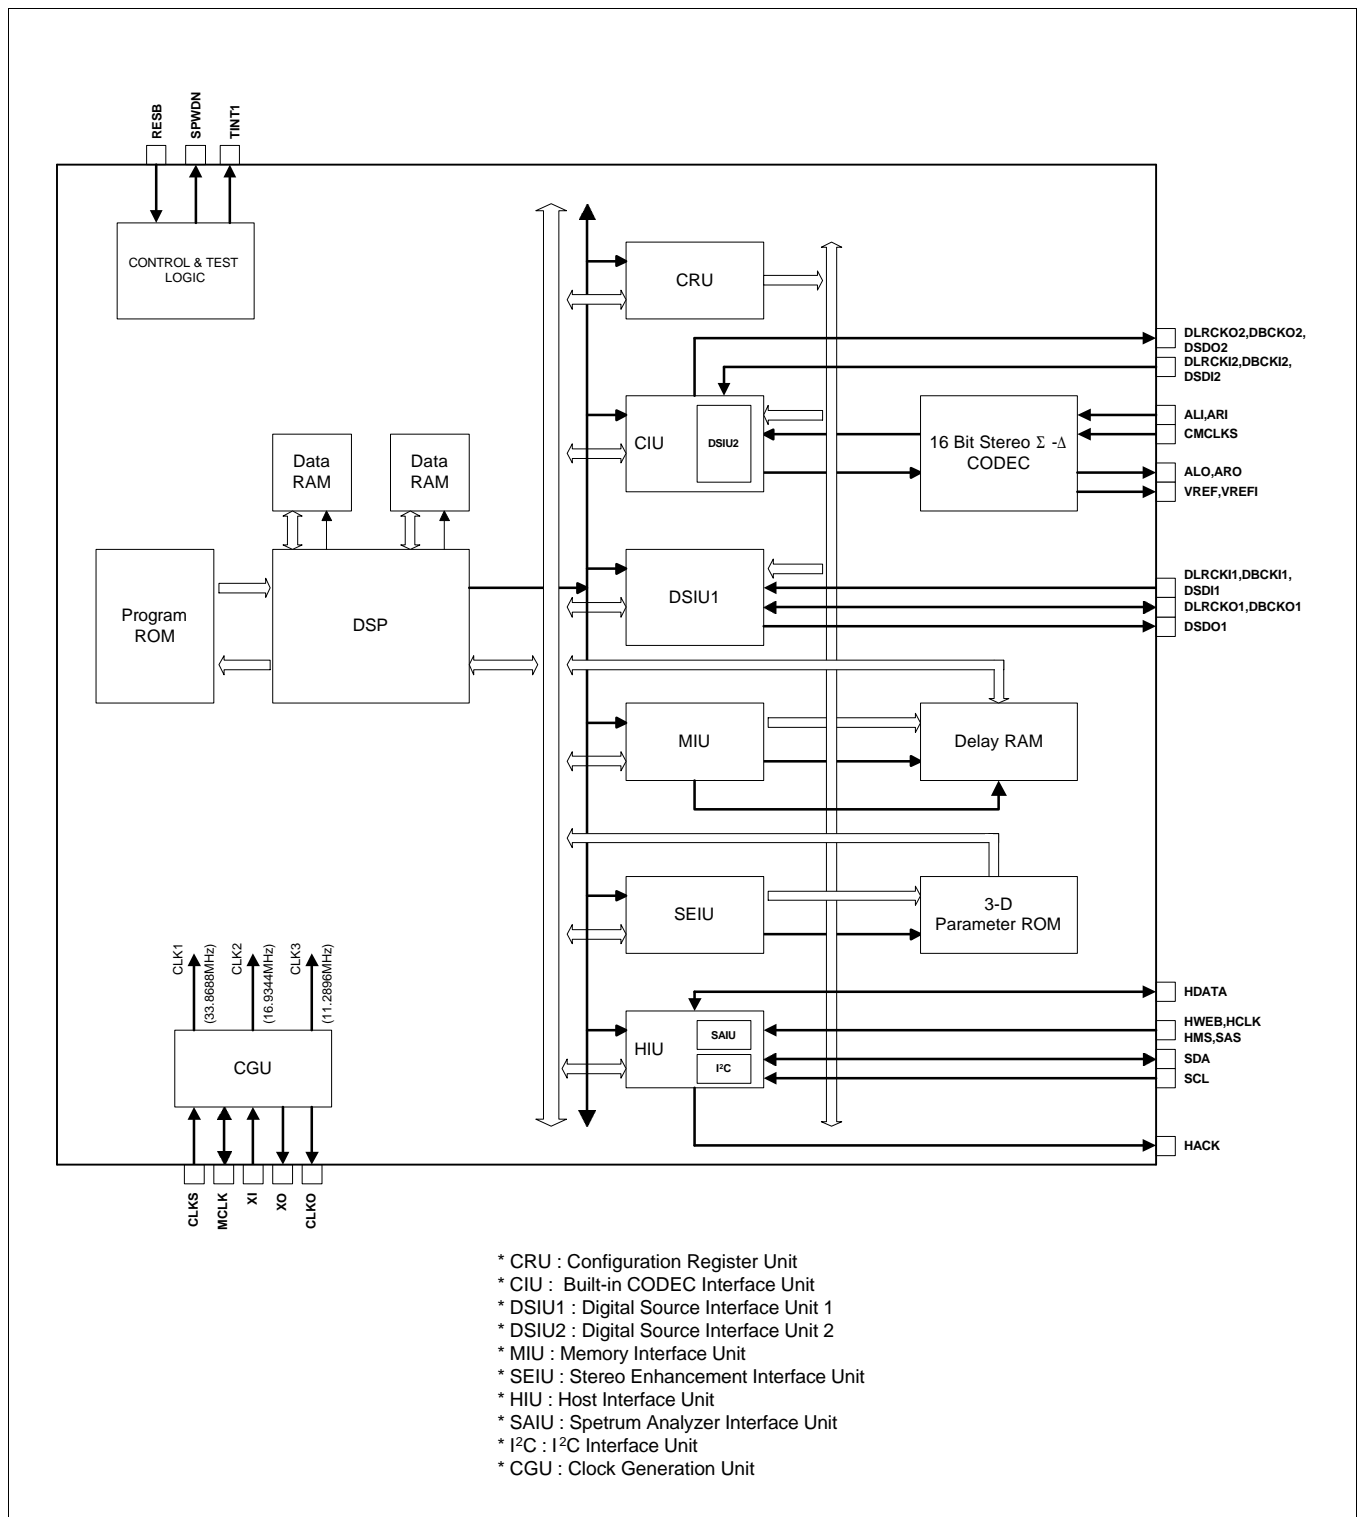 RESB
SPWDN
TINT1
CONTROL & TEST
LOGIC
CRU
DLRCKO2,DBCKO2,
DSDO2
DLRCKI2,DBCKI2,
DSDI2
CIU
DSIU2
16 Bit Stereo Σ -Δ
CODEC
ALI,ARI
CMCLKS
ALO,ARO
VREF,VREFI
Data
RAM
Data
RAM
Program
ROM
DSP
DSIU1
DLRCKI1,DBCKI1,
DSDI1
DLRCKO1,DBCKO1
DSDO1
MIU
Delay RAM
SEIU
3-D
Parameter ROM
CLK1
(33.8688MHz)
CLK2
(16.9344MHz)
CLK3
(11.2896MHz)
CGU
HIU
SAIU
I²C
HDATA
HWEB,HCLK
HMS,SAS
SDA
SCL
HACK
CLKS
MCLK
XI
XO
CLKO
* CRU : Configuration Register Unit
* CIU : Built-in CODEC Interface Unit
* DSIU1 : Digital Source Interface Unit 1
* DSIU2 : Digital Source Interface Unit 2
* MIU : Memory Interface Unit
* SEIU : Stereo Enhancement Interface Unit
* HIU : Host Interface Unit
* SAIU : Spetrum Analyzer Interface Unit
* I²C : I²C Interface Unit
* CGU : Clock Generation Unit